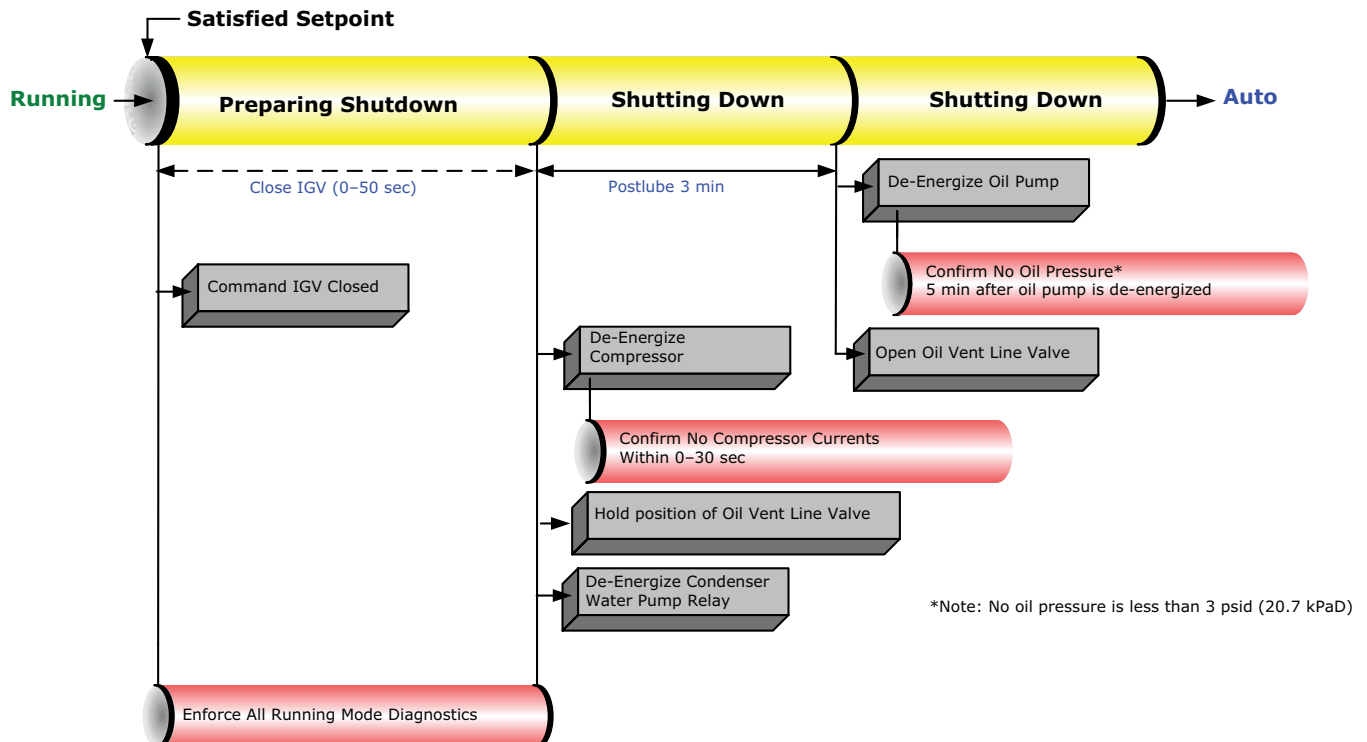 Satisfied Setpoint
Running
Preparing Shutdown
Shutting Down
Shutting Down
Auto
Close IGV (0–50 sec)
Postlube 3 min
De-Energize Oil Pump
Confirm No Oil Pressure*
5 min after oil pump is de-energized
Command IGV Closed
De-Energize
Compressor
Open Oil Vent Line Valve
Confirm No Compressor Currents
Within 0–30 sec
Hold position of Oil Vent Line Valve
De-Energize Condenser
Water Pump Relay
*Note: No oil pressure is less than 3 psid (20.7 kPaD)
Enforce All Running Mode Diagnostics